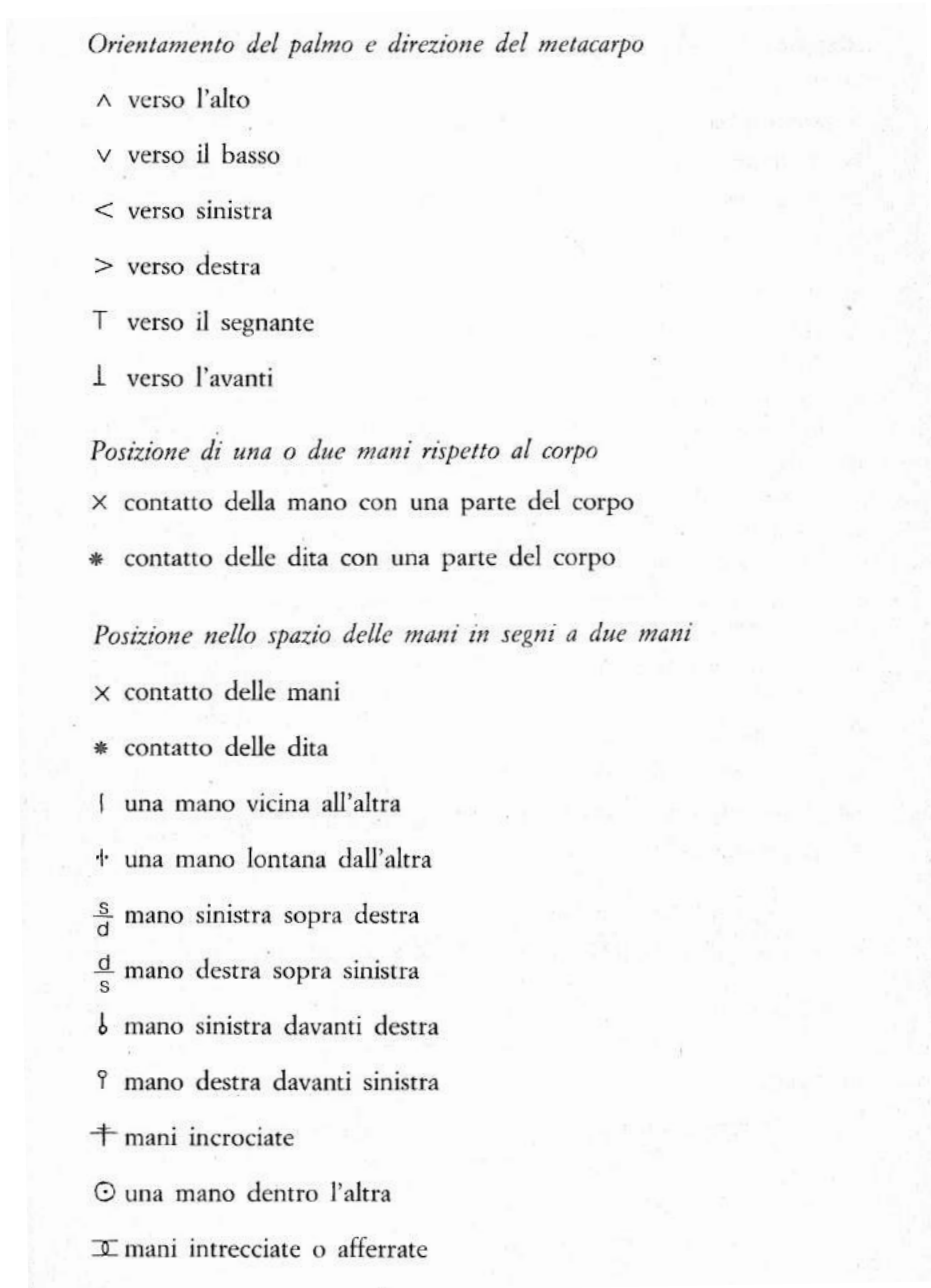 Orientamento del palmo e direzione del metacarpo
∧ verso l'alto
∨ verso il basso
< verso sinistra
> verso destra
⊤ verso il segnante
⊥ verso l'avanti
Posizione di una o due mani rispetto al corpo
× contatto della mano con una parte del corpo
* contatto delle dita con una parte del corpo
Posizione nello spazio delle mani in segni a due mani
× contatto delle mani
* contatto delle dita
una mano vicina all'altra
una mano lontana dall'altra
s/d mano sinistra sopra destra
d/s mano destra sopra sinistra
mano sinistra davanti destra
mano destra davanti sinistra
mani incrociate
⊙ una mano dentro l'altra
mani intrecciate o afferrate